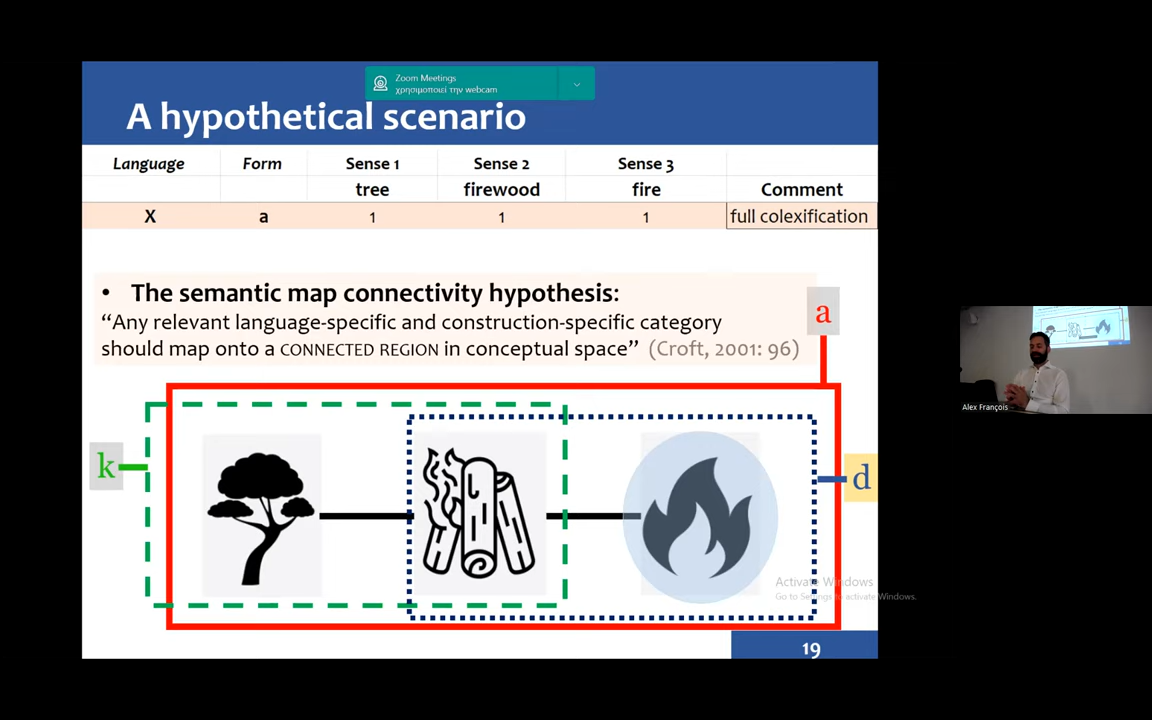 Zoom Meetings
χρησιμοποιεί την webcam
A hypothetical scenario
Language Form Sense 1 Sense 2 Sense 3
tree firewood fire Comment
X a 1 1 1 full colexification
• The semantic map connectivity hypothesis:
“Any relevant language-specific and construction-specific category
should map onto a CONNECTED REGION in conceptual space” (Croft, 2001: 96)
a
k
d
Activate Windows
Go to Settings to activate Windows.
19
Alex François